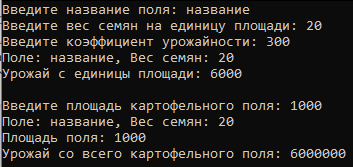 Введите название поля: название
Введите вес семян на единицу площади: 20
Введите коэффициент урожайности: 300
Поле: название, Вес семян: 20
Урожай с единицы площади: 6000
Введите площадь картофельного поля: 1000
Поле: название, Вес семян: 20
Площадь поля: 1000
Урожай со всего картофельного поля: 6000000